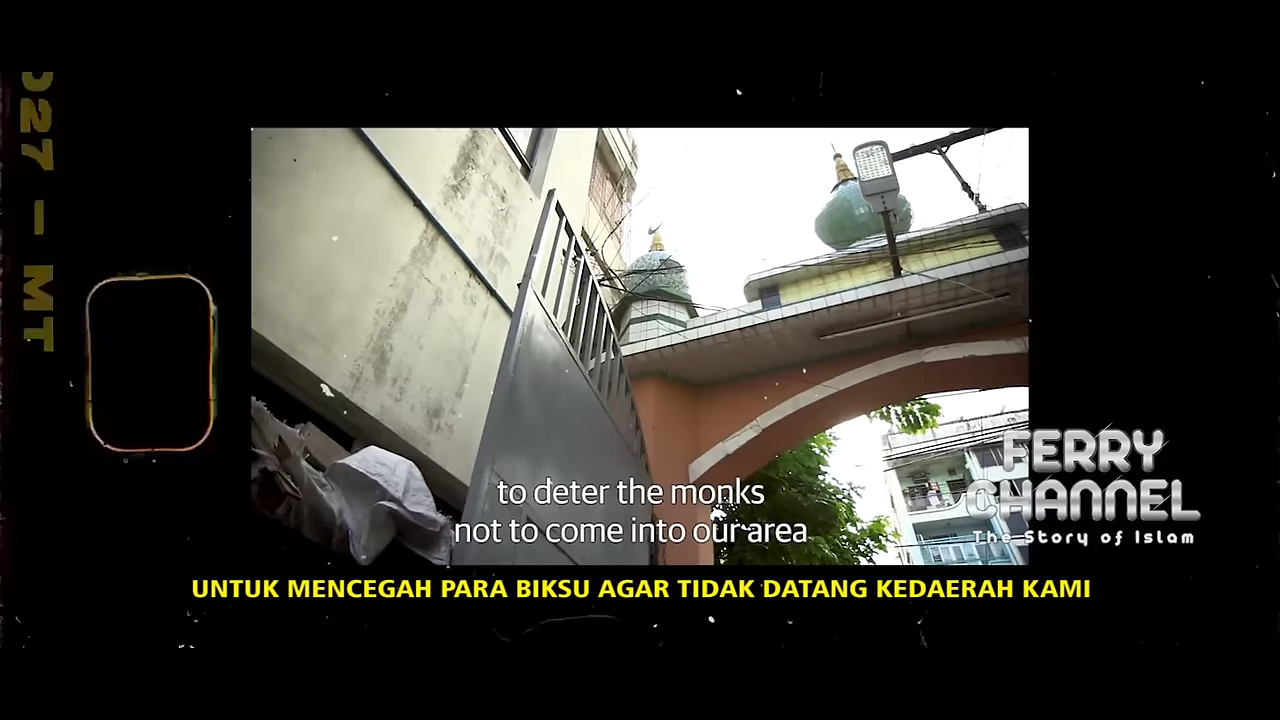 027 — MT
to deter the monks
not to come into our area
FERRY
CHANNEL
The Story of Islam
UNTUK MENCEGAH PARA BIKSU AGAR TIDAK DATANG KEDAERAH KAMI